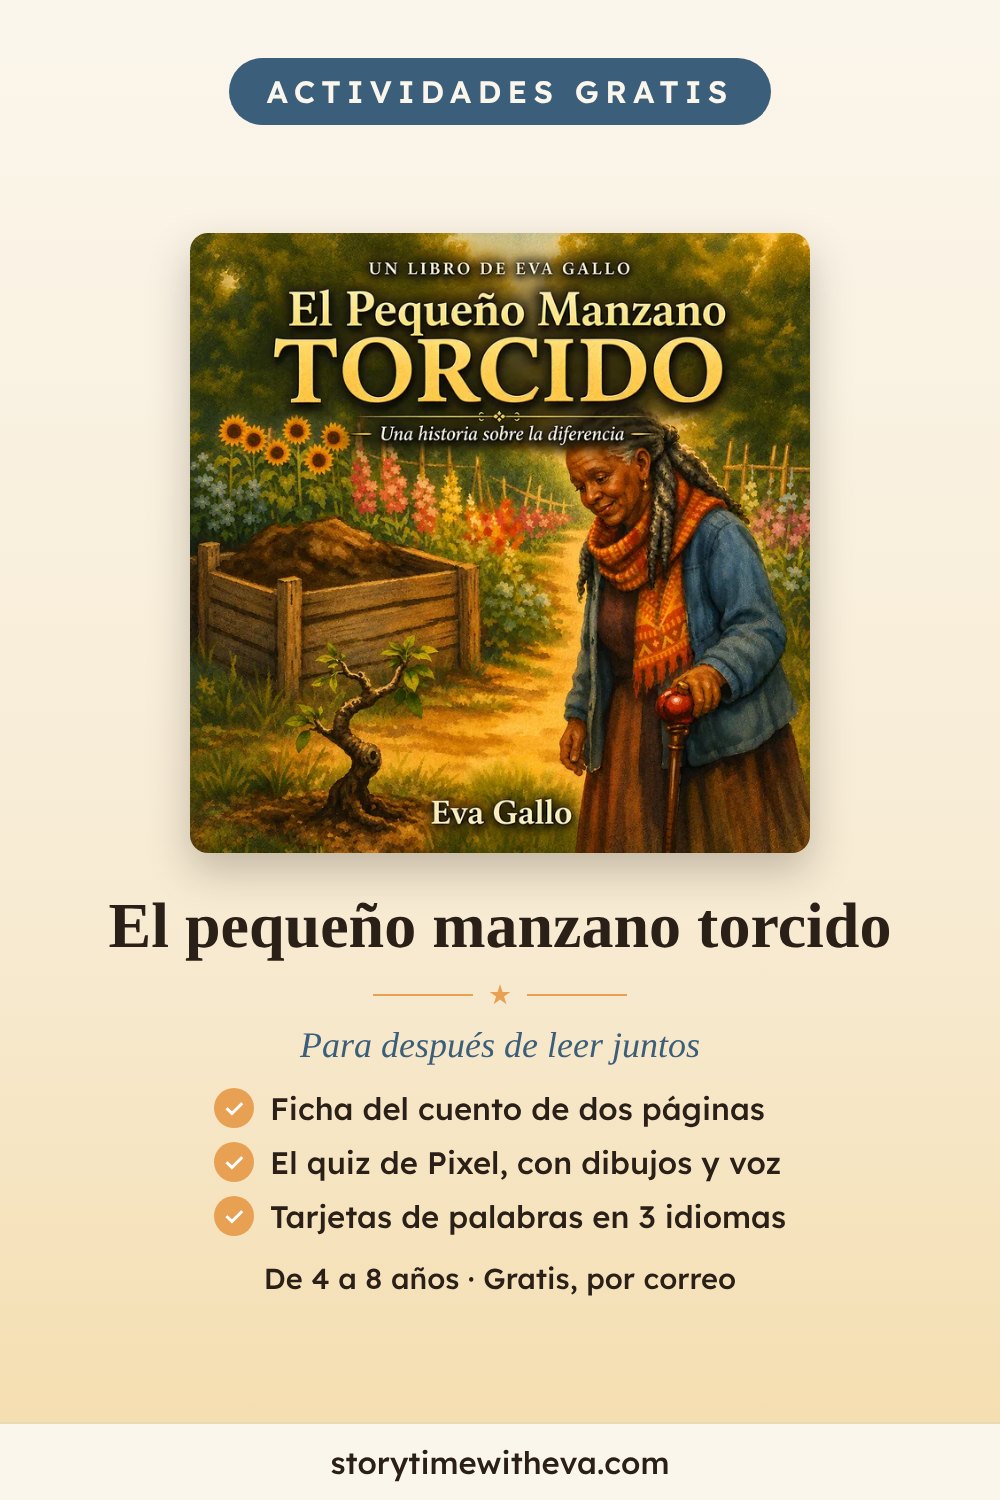 ACTIVIDADES GRATIS
UN LIBRO DE EVA GALLO
El Pequeño Manzano
TORCIDO
Una historia sobre la diferencia
Eva Gallo
El pequeño manzano torcido
Para después de leer juntos
Ficha del cuento de dos páginas
El quiz de Pixel, con dibujos y voz
Tarjetas de palabras en 3 idiomas
De 4 a 8 años · Gratis, por correo
storytimewitheva.com